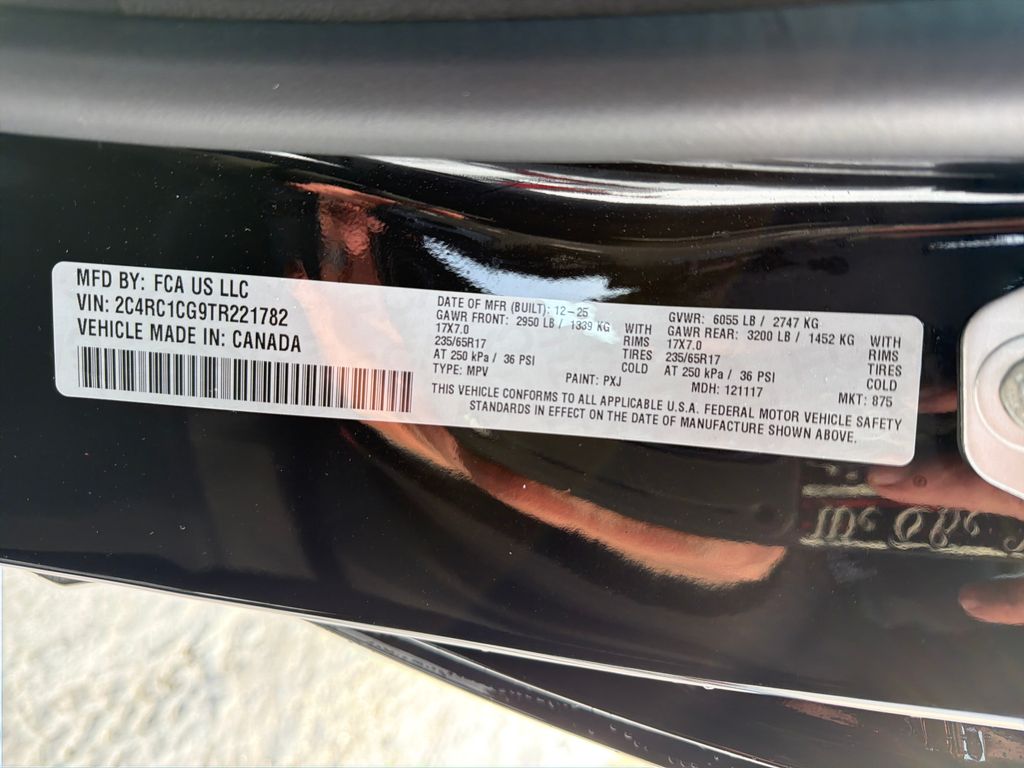 MFD BY: FCA US LLC
VIN: 2C4RC1CG9TR221782
VEHICLE MADE IN: CANADA
DATE OF MFR (BUILT): 12-25
GAWR FRONT: 2950 LB / 1339 KG WITH
17X7.0 RIMS
235/65R17 TIRES
AT 250 kPa / 36 PSI COLD
TYPE: MPV PAINT: PXJ
GVWR: 6055 LB / 2747 KG
GAWR REAR: 3200 LB / 1452 KG WITH
17X7.0 RIMS
235/65R17 TIRES
AT 250 kPa / 36 PSI COLD
MDH: 121117 MKT: 875
THIS VEHICLE CONFORMS TO ALL APPLICABLE U.S.A. FEDERAL MOTOR VEHICLE SAFETY
STANDARDS IN EFFECT ON THE DATE OF MANUFACTURE SHOWN ABOVE.